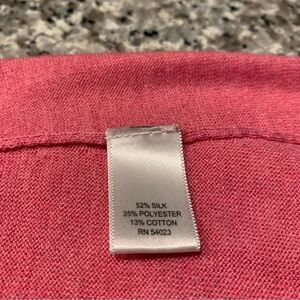 52% SILK
35% POLYESTER
13% COTTON
RN 54023